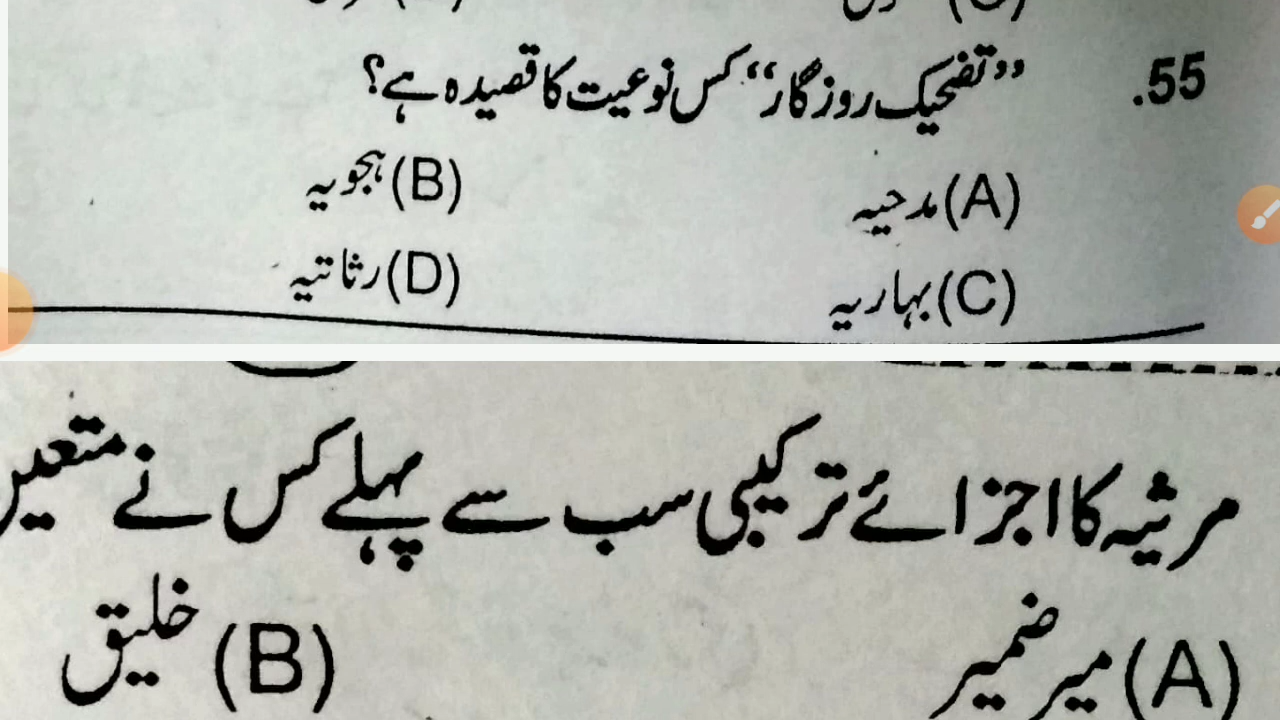 55. ”تضحیک روزگار“ کس نوعیت کا قصیدہ ہے؟
(A) مدحیہ (B) ہجویہ
(C) بہاریہ (D) رثائیہ
مرثیہ کا اجزائے ترکیبی سب سے پہلے کس نے متعین
(A) میر ضمیر (B) خلیق